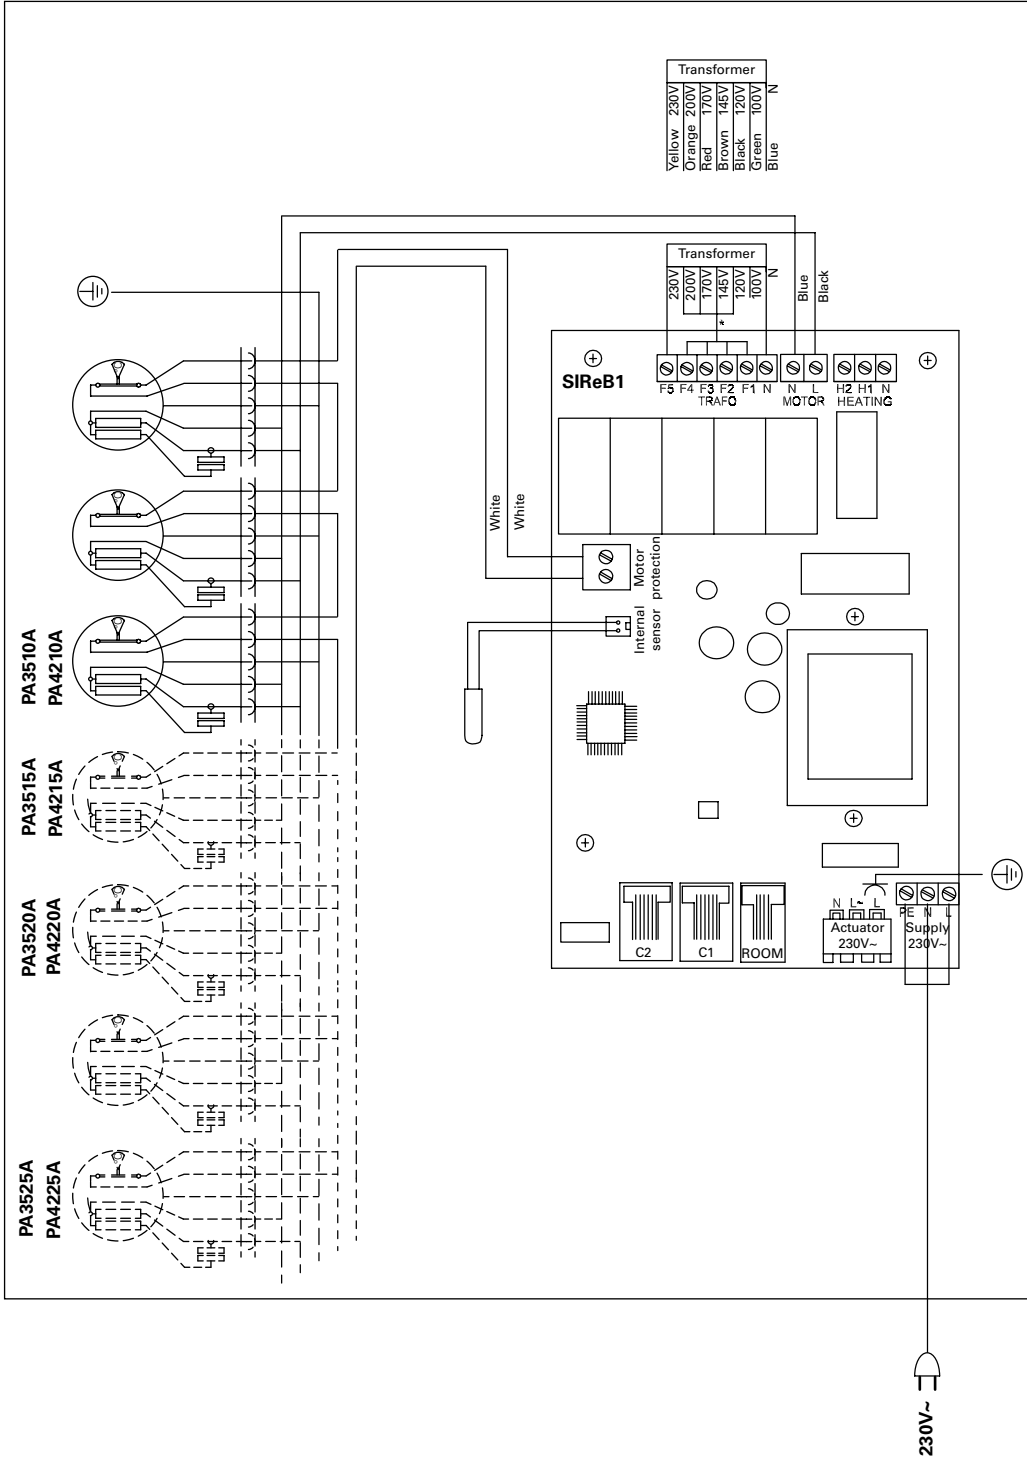 Transformer
Yellow 230V
Orange 200V
Red 170V
Brown 145V
Black 120V
Green 100V
Blue N
Transformer
230V
200V
170V
145V
120V
100V
N
*
Blue
Black
SIReB1
F5 F4 F3 F2 F1 N
TRAFO
N L
MOTOR
H2 H1 N
HEATING
White
White
Motor
protection
Internal
sensor
PA3510A
PA4210A
PA3515A
PA4215A
PA3520A
PA4220A
PA3525A
PA4225A
C2
C1
ROOM
N L~ L
Actuator
230V~
PE N L
Supply
230V~
230V~